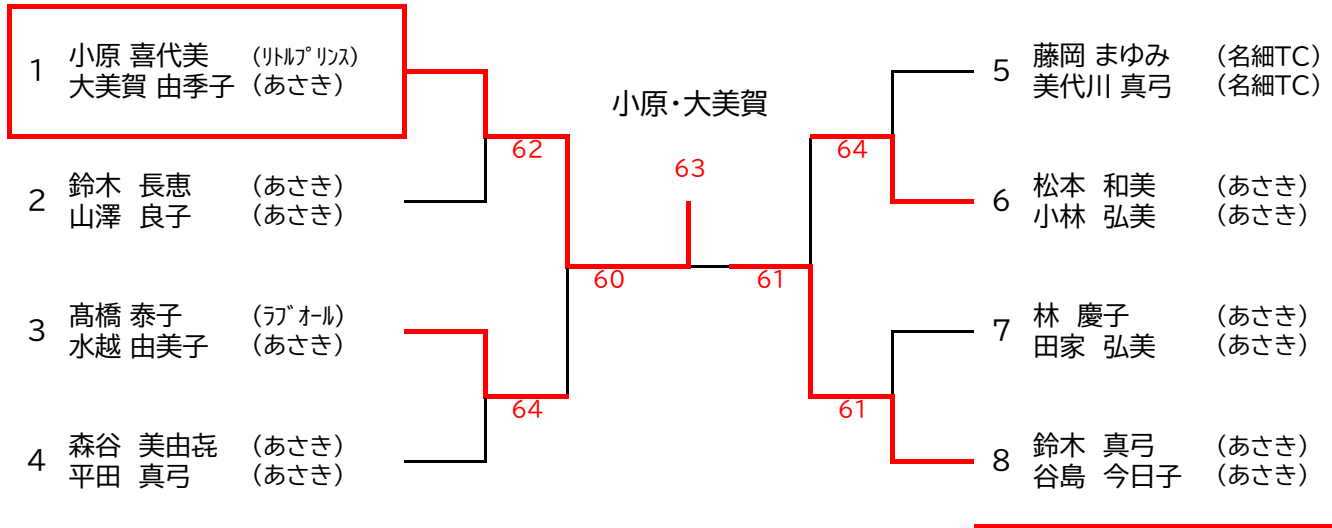 1 小原 喜代美 (ﾘﾄﾙﾌﾟﾘﾝｽ)
大美賀 由季子 (あさき)
2 鈴木 長恵 (あさき)
山澤 良子 (あさき)
3 髙橋 泰子 (ﾗﾌﾞｵｰﾙ)
水越 由美子 (あさき)
4 森谷 美由㐂 (あさき)
平田 真弓 (あさき)
62
64
60
小原・大美賀
63
61
64
61
5 藤岡 まゆみ (名細TC)
美代川 真弓 (名細TC)
6 松本 和美 (あさき)
小林 弘美 (あさき)
7 林 慶子 (あさき)
田家 弘美 (あさき)
8 鈴木 真弓 (あさき)
谷島 今日子 (あさき)